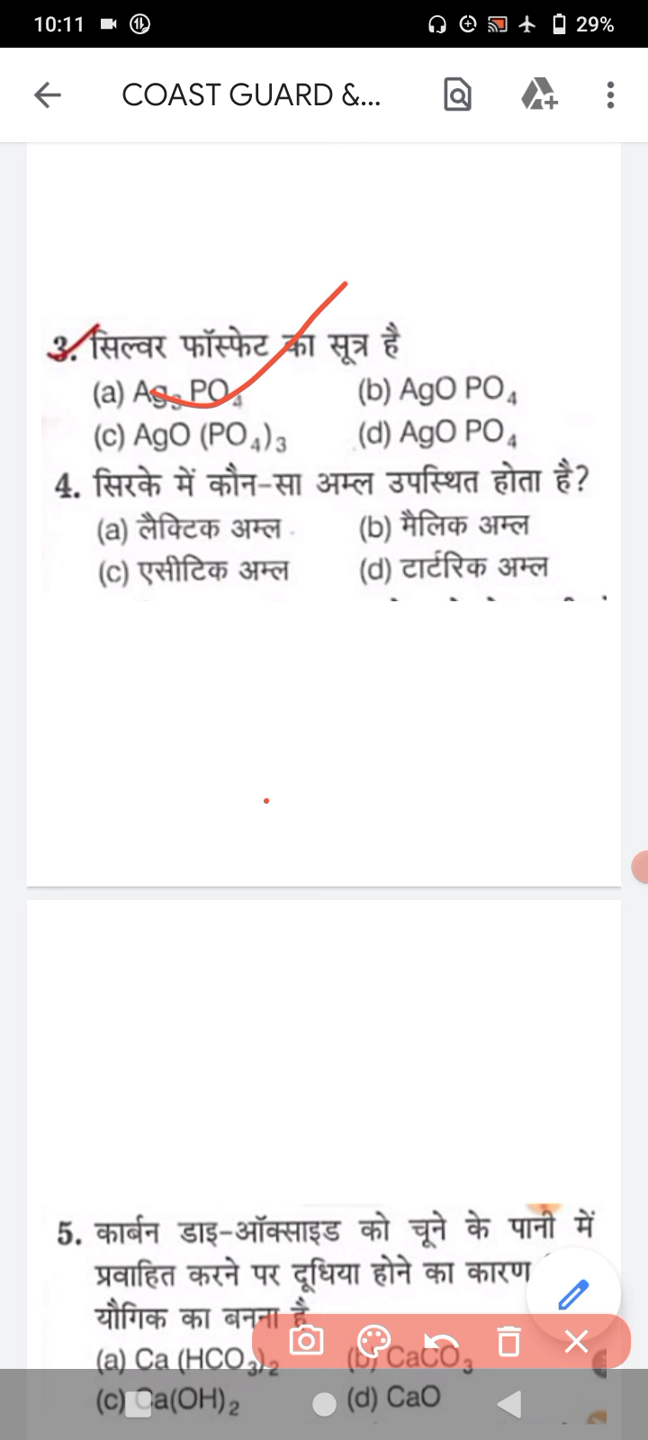 10:11 29%
COAST GUARD &...
3. सिल्वर फॉस्फेट का सूत्र है
(a) Ag₃ PO₄ (b) AgO PO₄
(c) AgO (PO₄)₃ (d) AgO PO₄
4. सिरके में कौन-सा अम्ल उपस्थित होता है?
(a) लैक्टिक अम्ल (b) मैलिक अम्ल
(c) एसीटिक अम्ल (d) टार्टरिक अम्ल
5. कार्बन डाइ-ऑक्साइड को चूने के पानी में
प्रवाहित करने पर दूधिया होने का कारण
यौगिक का बनना है
(a) Ca (HCO₃)₂ (b) CaCO₃
(c) Ca(OH)₂ (d) CaO